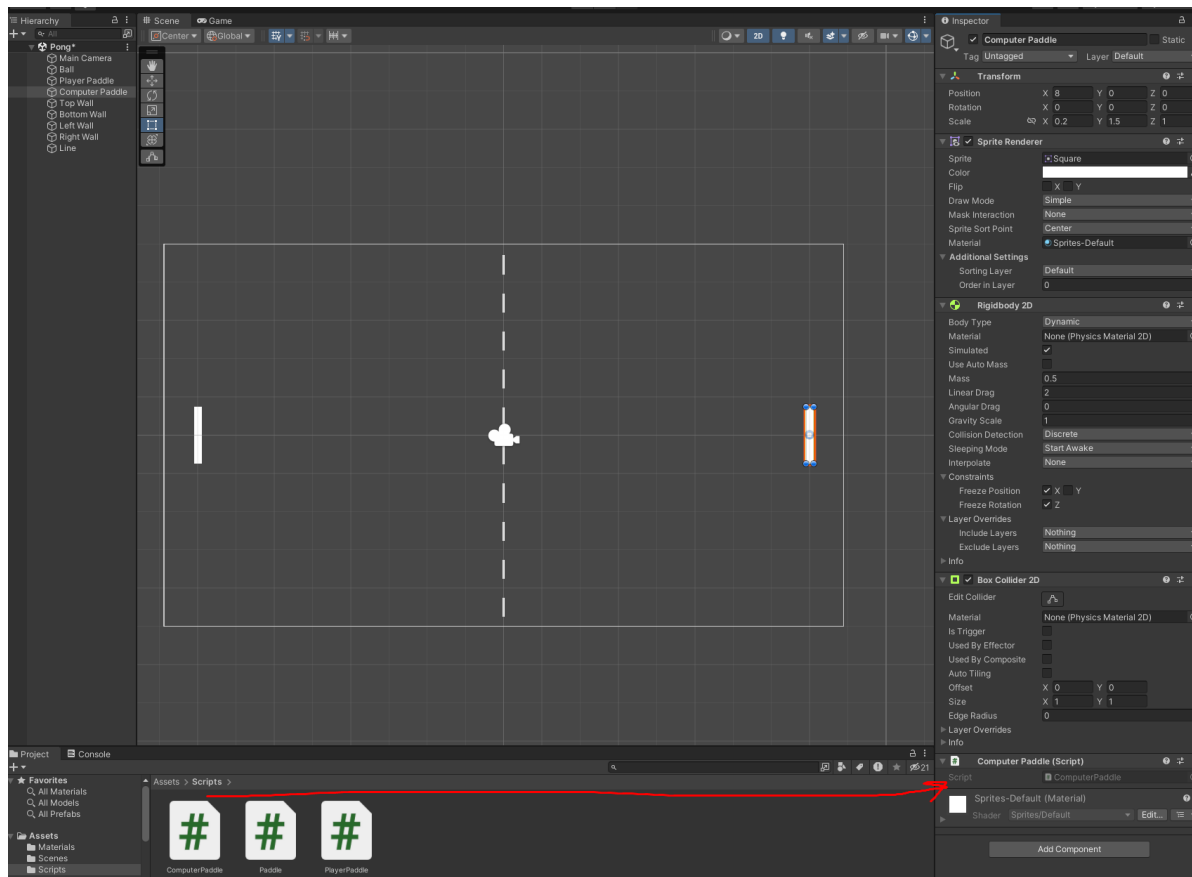 Hierarchy
All
Pong*
Main Camera
Ball
Player Paddle
Computer Paddle
Top Wall
Bottom Wall
Left Wall
Right Wall
Line
Scene Game
Center Global
2D
Inspector
Computer Paddle Static
Tag Untagged Layer Default
Transform
Position X 8 Y 0 Z 0
Rotation X 0 Y 0 Z 0
Scale X 0.2 Y 1.5 Z 1
Sprite Renderer
Sprite Square
Color
Flip X Y
Draw Mode Simple
Mask Interaction None
Sprite Sort Point Center
Material Sprites-Default
Additional Settings
Sorting Layer Default
Order in Layer 0
Rigidbody 2D
Body Type Dynamic
Material None (Physics Material 2D)
Simulated
Use Auto Mass
Mass 0.5
Linear Drag 2
Angular Drag 0
Gravity Scale 1
Collision Detection Discrete
Sleeping Mode Start Awake
Interpolate None
Constraints
Freeze Position X Y
Freeze Rotation Z
Layer Overrides
Include Layers Nothing
Exclude Layers Nothing
Info
Box Collider 2D
Edit Collider
Material None (Physics Material 2D)
Is Trigger
Used By Effector
Used By Composite
Auto Tiling
Offset X 0 Y 0
Size X 1 Y 1
Edge Radius 0
Layer Overrides
Info
Computer Paddle (Script)
Script ComputerPaddle
Sprites-Default (Material)
Shader Sprites/Default Edit...
Add Component
Project Console
21
Favorites
All Materials
All Models
All Prefabs
Assets
Materials
Scenes
Scripts
Assets > Scripts >
# # #
ComputerPaddle Paddle PlayerPaddle